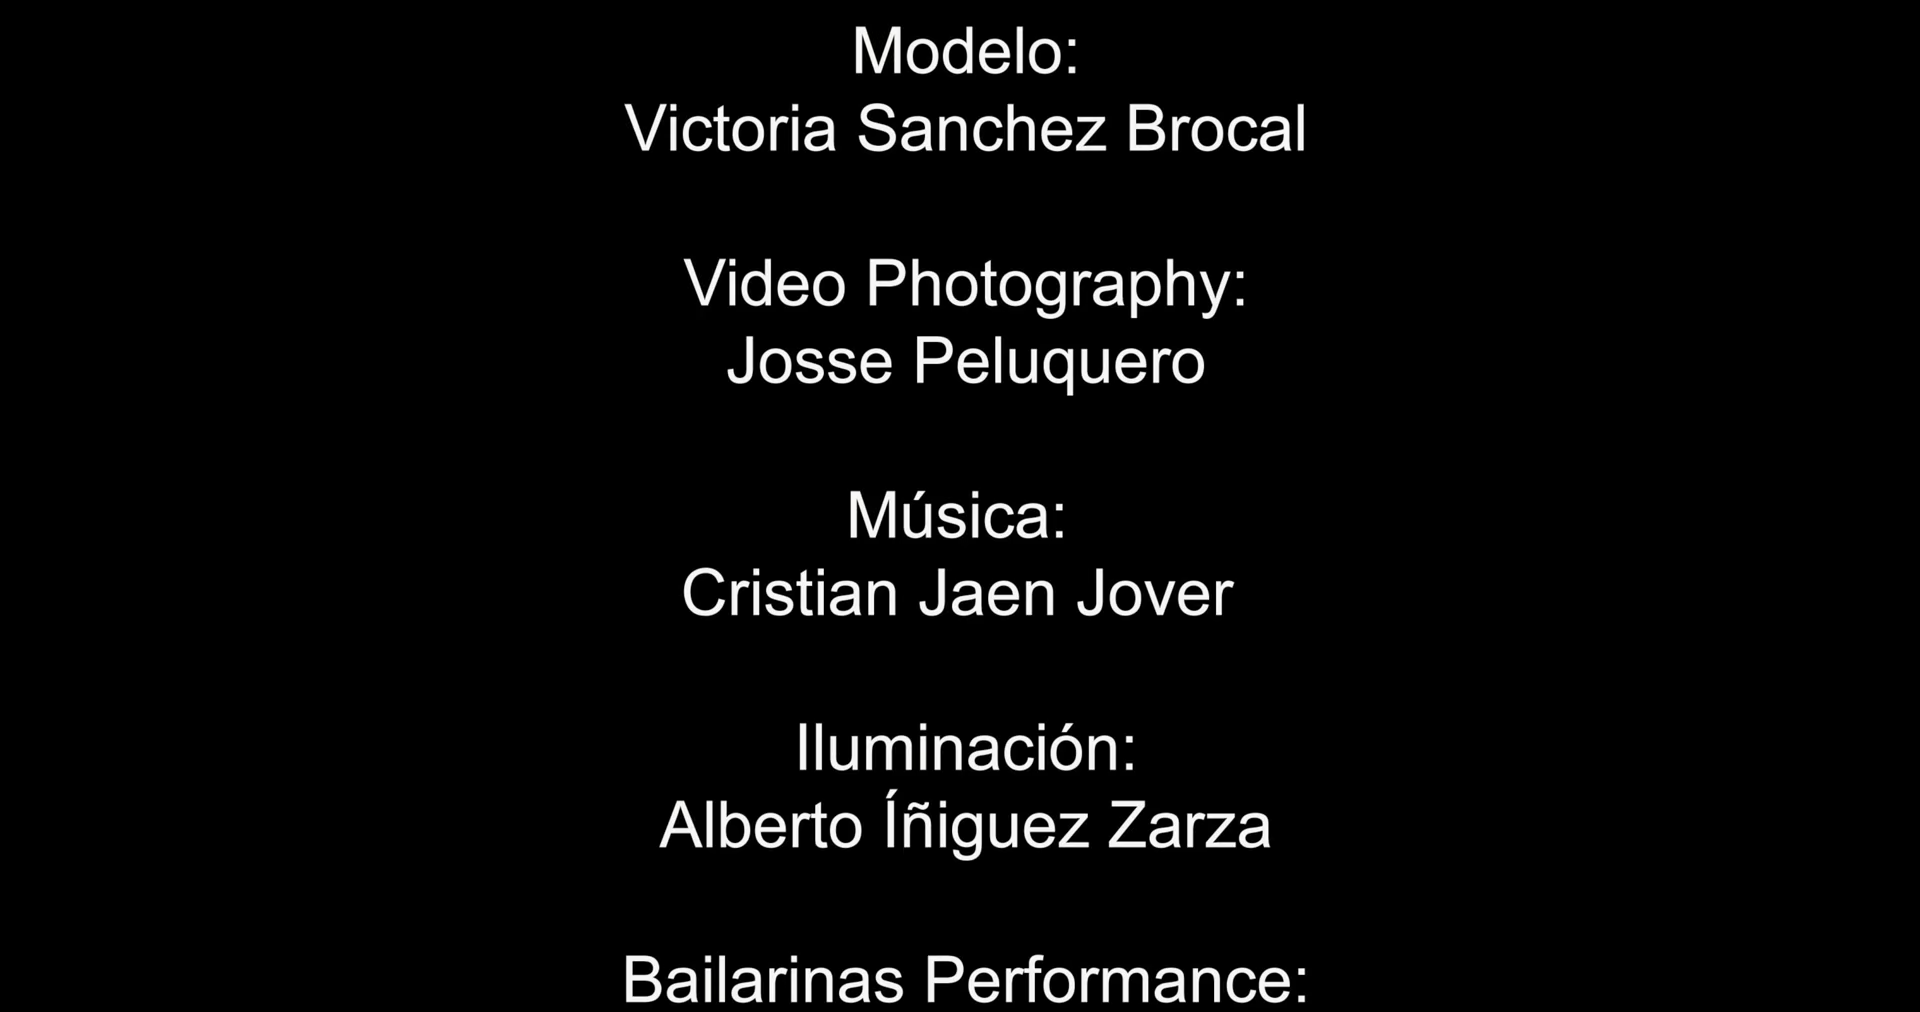 Modelo:
Victoria Sanchez Brocal
Video Photography:
Josse Peluquero
Música:
Cristian Jaen Jover
Iluminación:
Alberto Íñiguez Zarza
Bailarinas Performance: